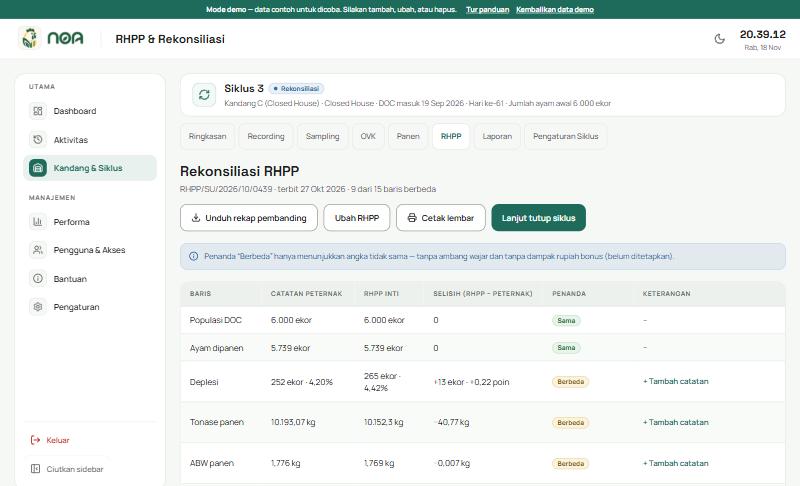 Mode demo — data contoh untuk dicoba. Silakan tambah, ubah, atau hapus. Tur panduan Kembalikan data demo
NOA
RHPP & Rekonsiliasi
20.39.12
Rab, 18 Nov
UTAMA
Dashboard
Aktivitas
Kandang & Siklus
MANAJEMEN
Performa
Pengguna & Akses
Bantuan
Pengaturan
Keluar
Ciutkan sidebar
Siklus 3 Rekonsiliasi
Kandang C (Closed House) · Closed House · DOC masuk 19 Sep 2026 · Hari ke-61 · Jumlah ayam awal 6.000 ekor
Ringkasan Recording Sampling OVK Panen RHPP Laporan Pengaturan Siklus
Rekonsiliasi RHPP
RHPP/SU/2026/10/0439 · terbit 27 Okt 2026 · 9 dari 15 baris berbeda
Unduh rekap pembanding Ubah RHPP Cetak lembar Lanjut tutup siklus
Penanda "Berbeda" hanya menunjukkan angka tidak sama — tanpa ambang wajar dan tanpa dampak rupiah bonus (belum ditetapkan).
BARIS CATATAN PETERNAK RHPP INTI SELISIH (RHPP − PETERNAK) PENANDA KETERANGAN
Populasi DOC 6.000 ekor 6.000 ekor 0 Sama –
Ayam dipanen 5.739 ekor 5.739 ekor 0 Sama –
Deplesi 252 ekor · 4,20% 265 ekor · 4,42% +13 ekor · +0,22 poin Berbeda + Tambah catatan
Tonase panen 10.193,07 kg 10.152,3 kg −40,77 kg Berbeda + Tambah catatan
ABW panen 1,776 kg 1,769 kg −0,007 kg Berbeda + Tambah catatan